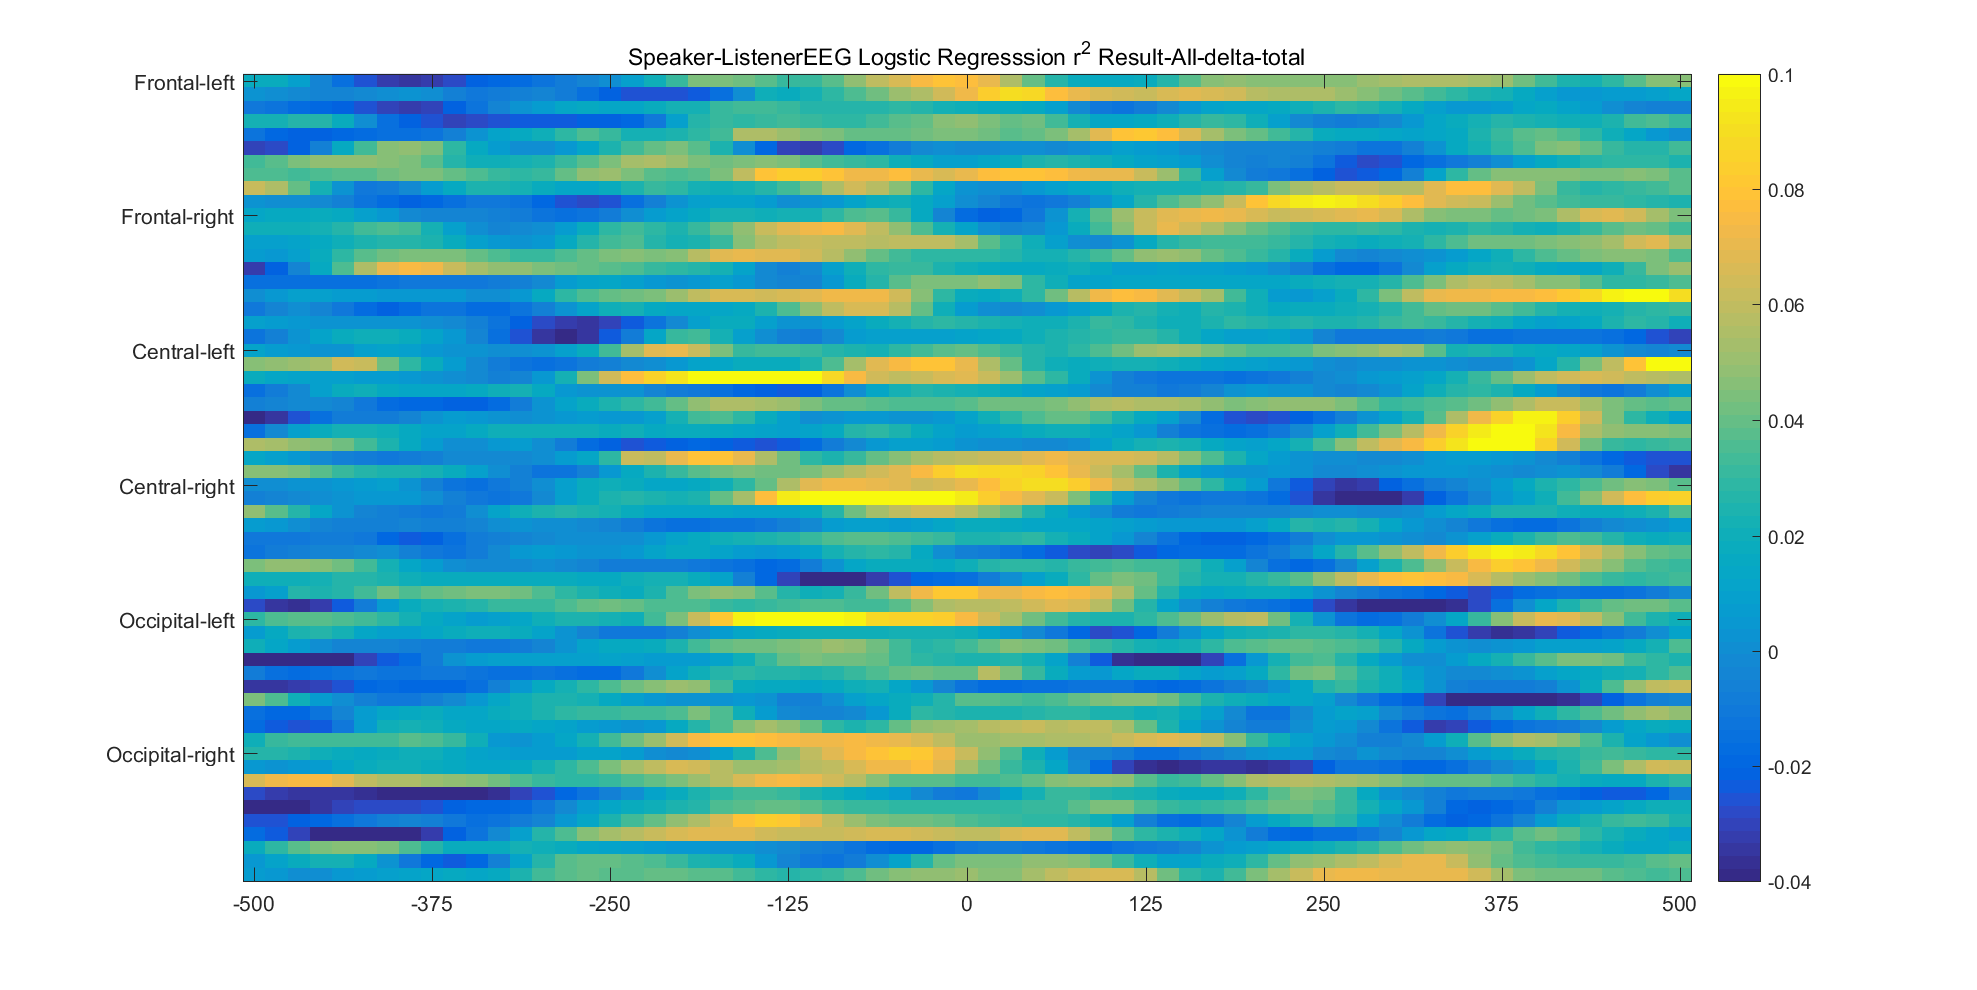 Speaker-ListenerEEG Logstic Regresssion r² Result-All-delta-total
Frontal-left
Frontal-right
Central-left
Central-right
Occipital-left
Occipital-right
-500 -375 -250 -125 0 125 250 375 500
0.1
0.08
0.06
0.04
0.02
0
-0.02
-0.04